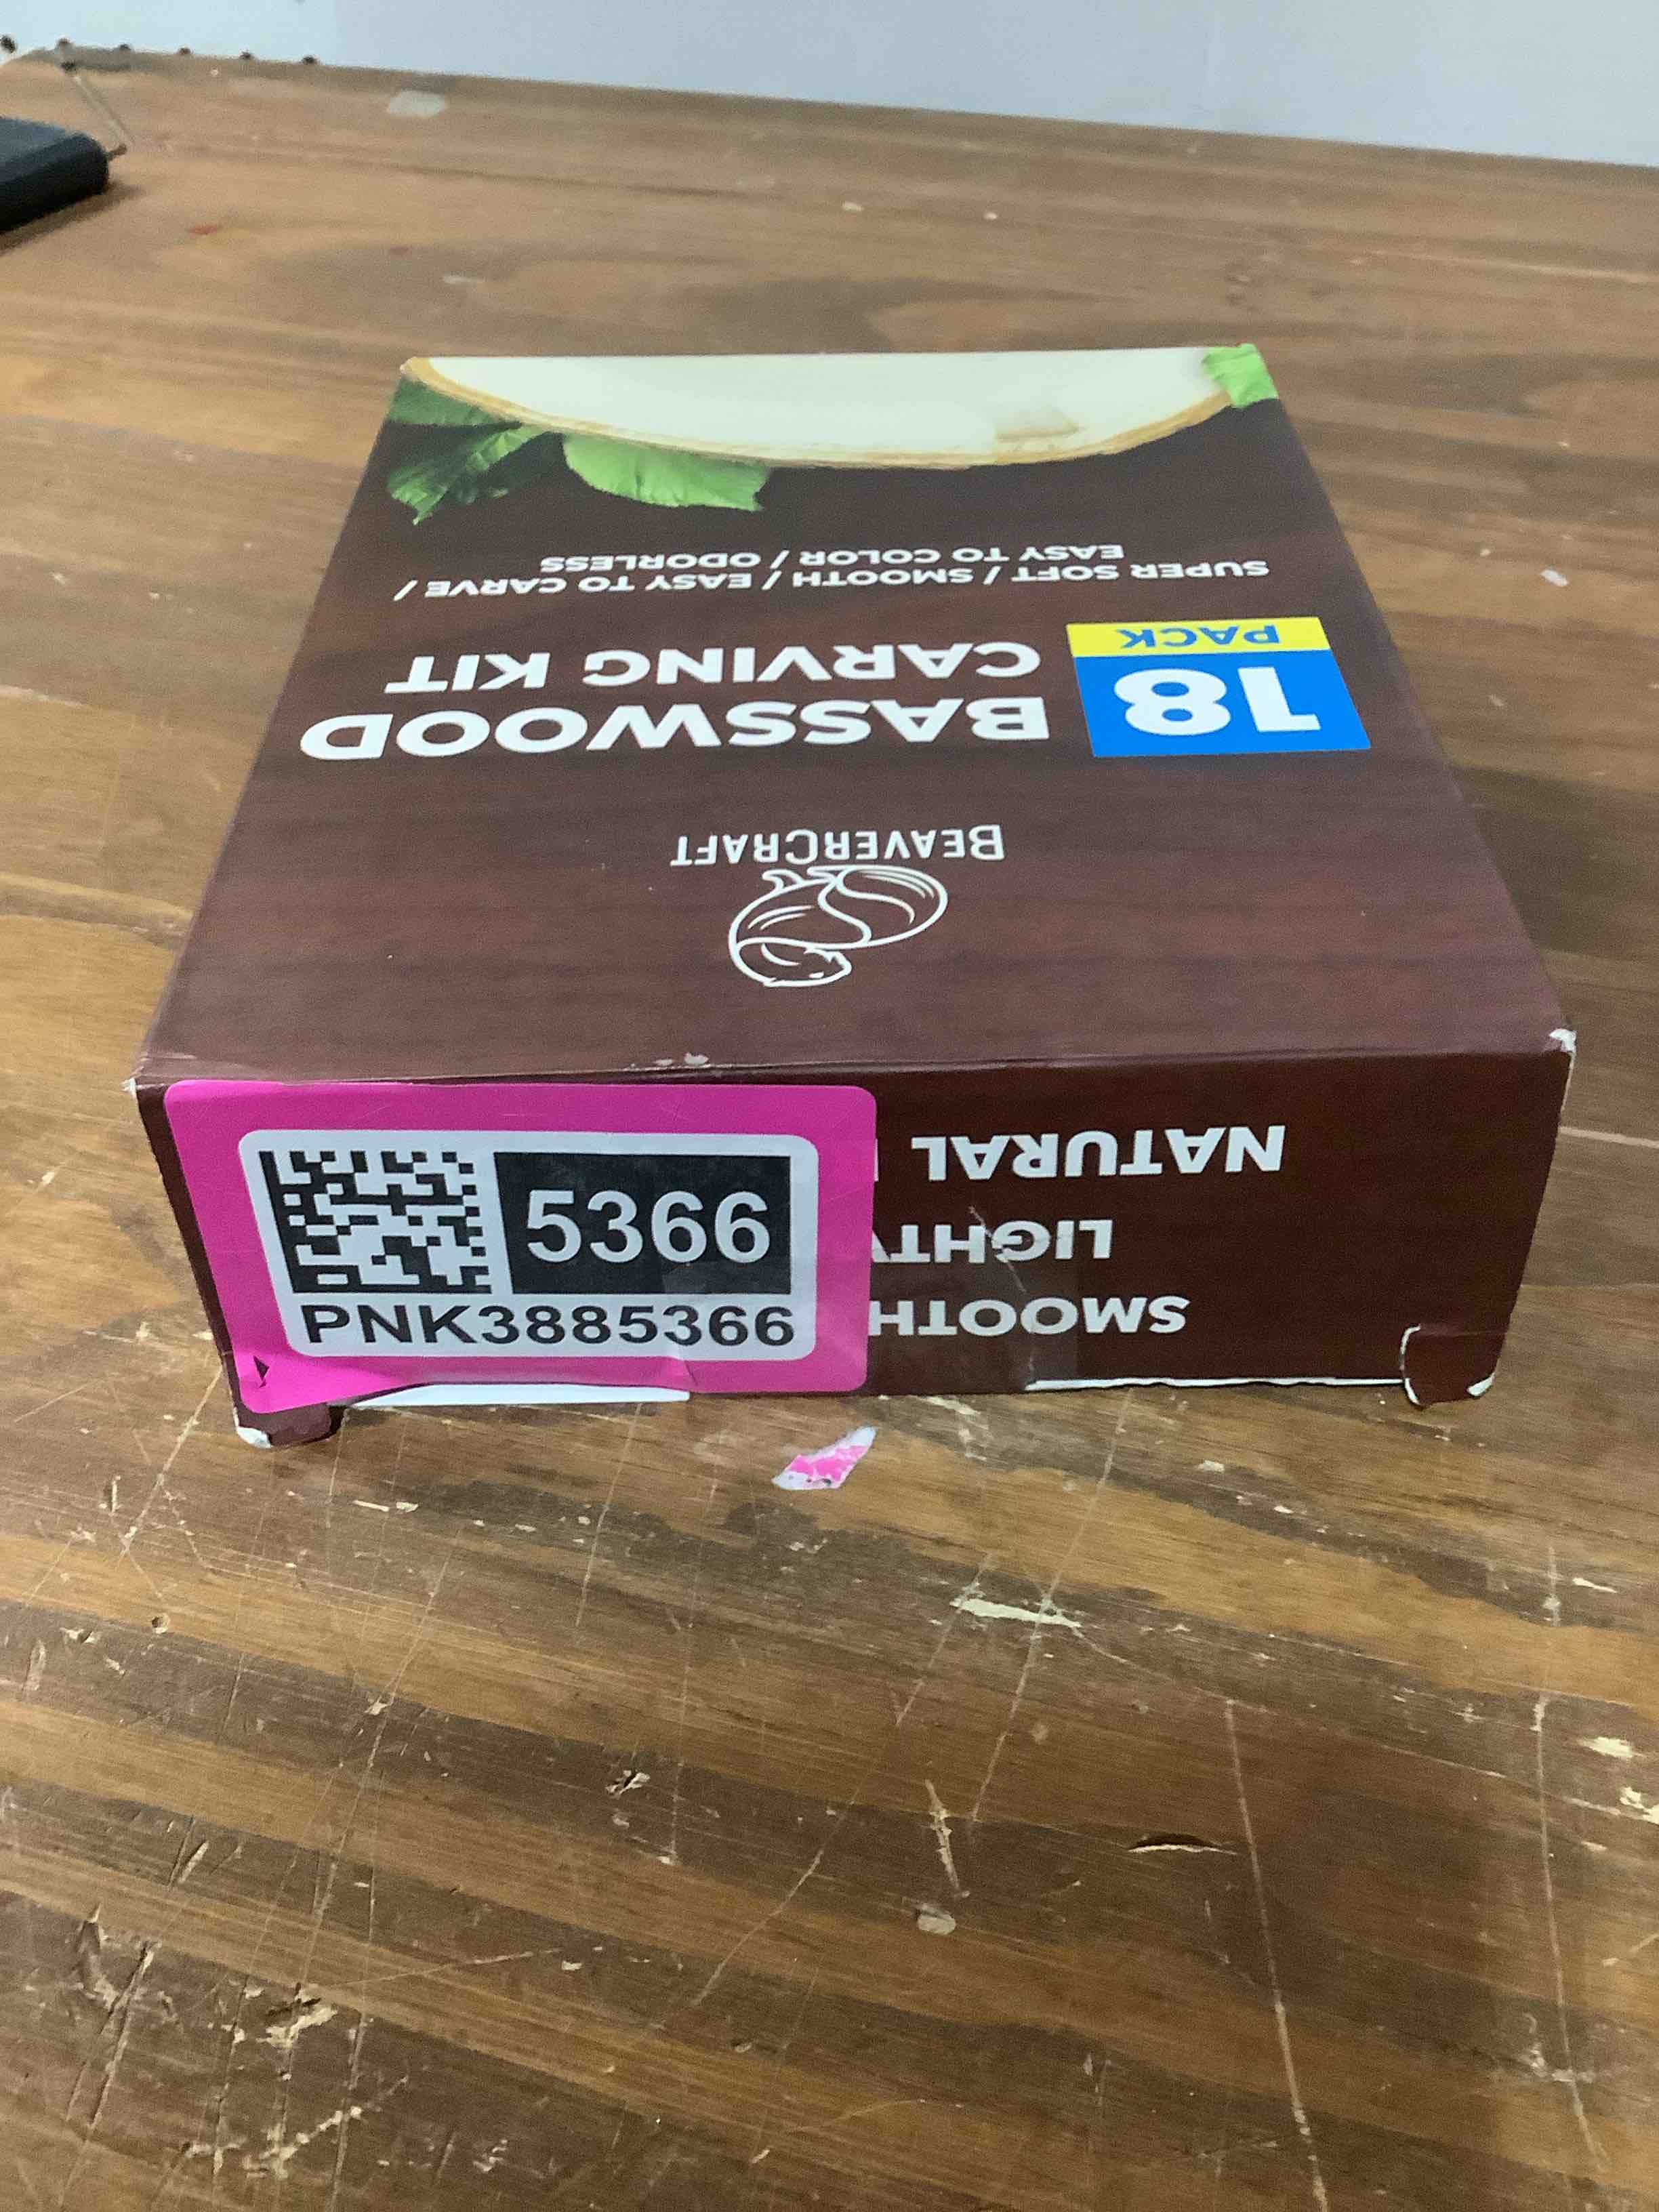 BEAVERCRAFT
18
PACK
BASSWOOD
CARVING KIT
SUPER SOFT / SMOOTH / EASY TO CARVE /
EASY TO COLOR / ODORLESS
5366
PNK3885366
SMOOTH
LIGHT
NATURAL